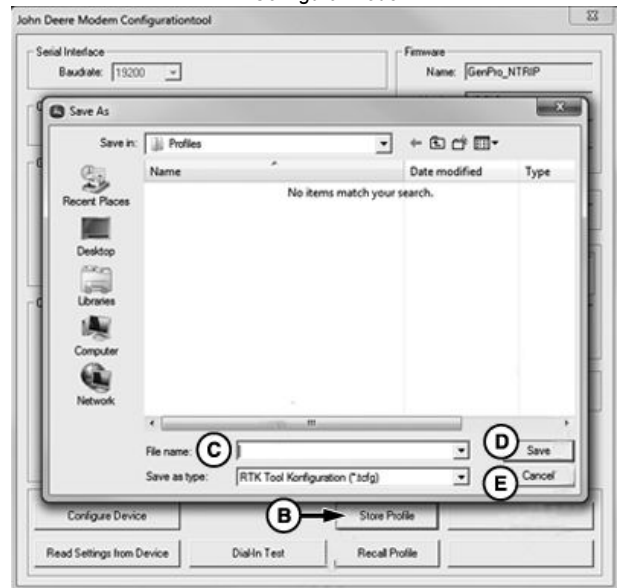 John Deere Modem Configurationtool
Serial Interface
Baudrate: 19200
Firmware
Name: GenPro_NTRIP
Save As
Save in: Profiles
Name Date modified Type
No items match your search.
Recent Places
Desktop
Libraries
Computer
Network
File name: C
D Save
Save as type: RTK Tool Konfiguration (*.tcfg)
E Cancel
Configure Device B Store Profile
Read Settings from Device Dial-In Test Recall Profile